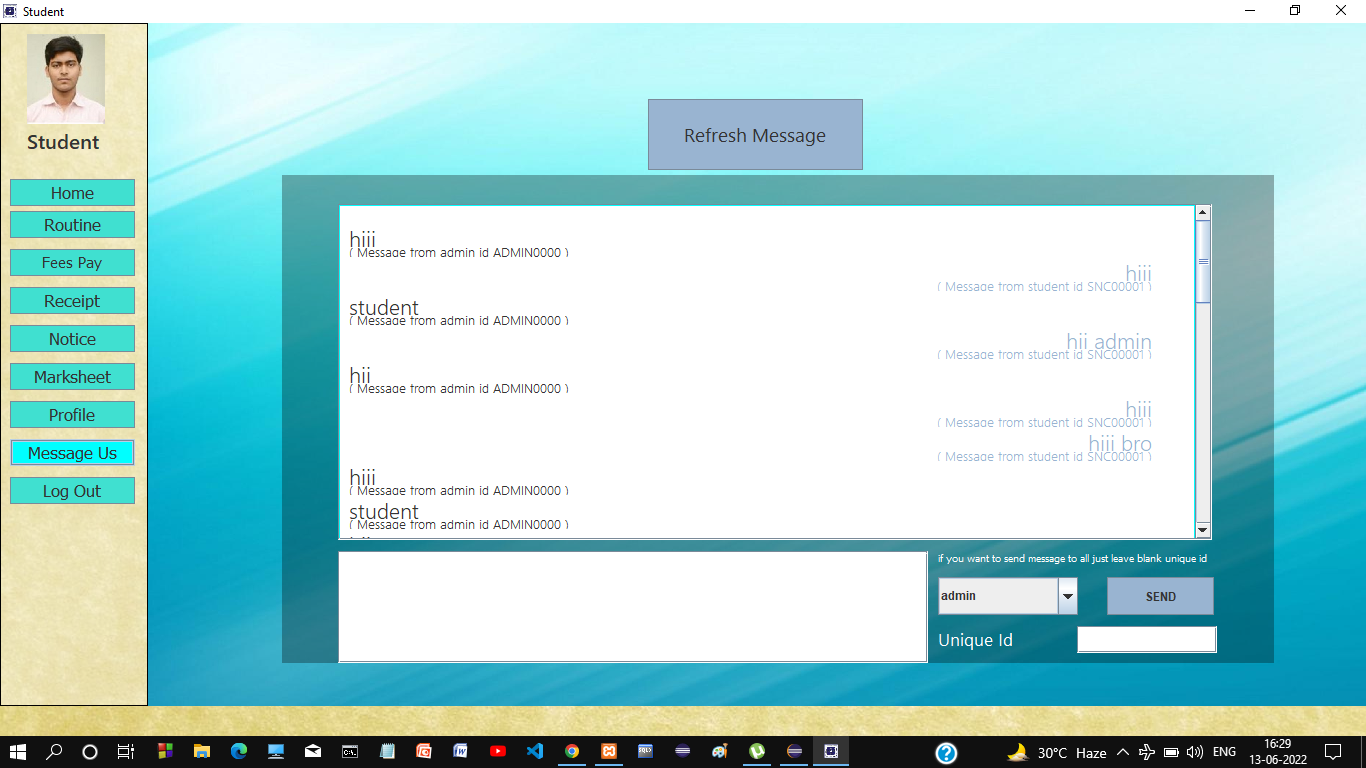 Student
Student
Home
Routine
Fees Pay
Receipt
Notice
Marksheet
Profile
Message Us
Log Out
Refresh Message
hiii
( Message from admin id ADMIN0000 )
hiii
( Message from student id SNC00001 )
student
( Message from admin id ADMIN0000 )
hii admin
( Message from student id SNC00001 )
hii
( Message from admin id ADMIN0000 )
hiii
( Message from student id SNC00001 )
hiii bro
( Message from student id SNC00001 )
hiii
( Message from admin id ADMIN0000 )
student
( Message from admin id ADMIN0000 )
if you want to send message to all just leave blank unique id
admin
SEND
Unique Id
30°C Haze
ENG
16:29
13-06-2022